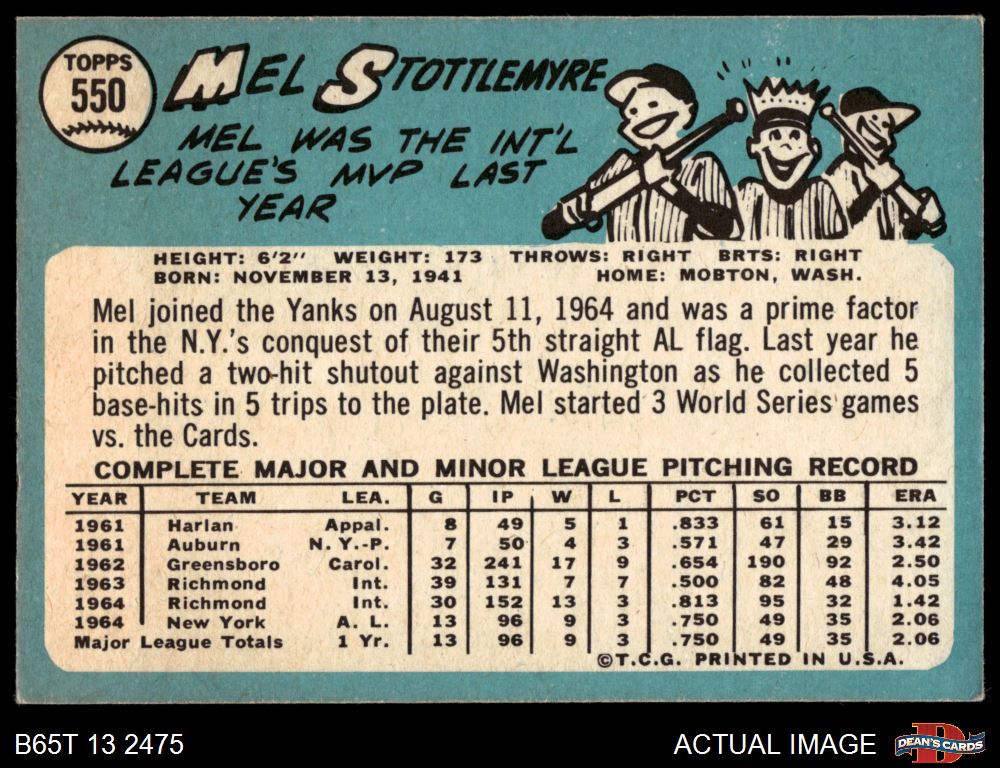 TOPPS
550
MEL STOTTLEMYRE
MEL WAS THE INT'L
LEAGUE'S MVP LAST
YEAR
HEIGHT: 6'2" WEIGHT: 173 THROWS: RIGHT BRTS: RIGHT
BORN: NOVEMBER 13, 1941 HOME: MOBTON, WASH.
Mel joined the Yanks on August 11, 1964 and was a prime factor
in the N.Y.'s conquest of their 5th straight AL flag. Last year he
pitched a two-hit shutout against Washington as he collected 5
base-hits in 5 trips to the plate. Mel started 3 World Series games
vs. the Cards.
COMPLETE MAJOR AND MINOR LEAGUE PITCHING RECORD
YEAR TEAM LEA. G IP W L PCT SO BB ERA
1961 Harlan Appal. 8 49 5 1 .833 61 15 3.12
1961 Auburn N.Y.-P. 7 50 4 3 .571 47 29 3.42
1962 Greensboro Carol. 32 241 17 9 .654 190 92 2.50
1963 Richmond Int. 39 131 7 7 .500 82 48 4.05
1964 Richmond Int. 30 152 13 3 .813 95 32 1.42
1964 New York A. L. 13 96 9 3 .750 49 35 2.06
Major League Totals 1 Yr. 13 96 9 3 .750 49 35 2.06
©T.C.G. PRINTED IN U.S.A.
B65T 13 2475 ACTUAL IMAGE
D
DEAN'S CARDS